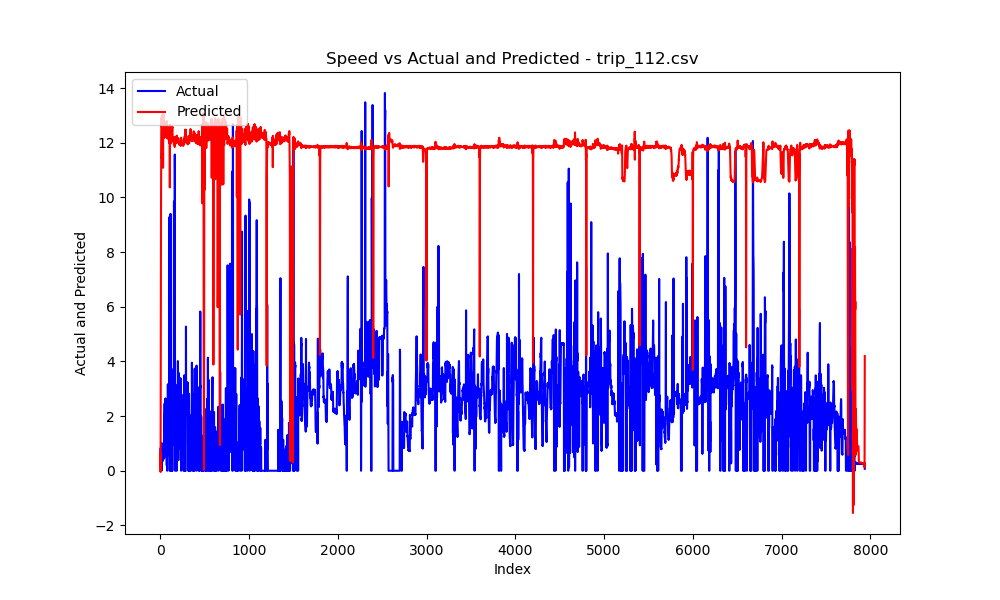 Speed vs Actual and Predicted - trip_112.csv
Actual
Predicted
14
12
10
8
6
4
2
0
−2
Actual and Predicted
0 1000 2000 3000 4000 5000 6000 7000 8000
Index